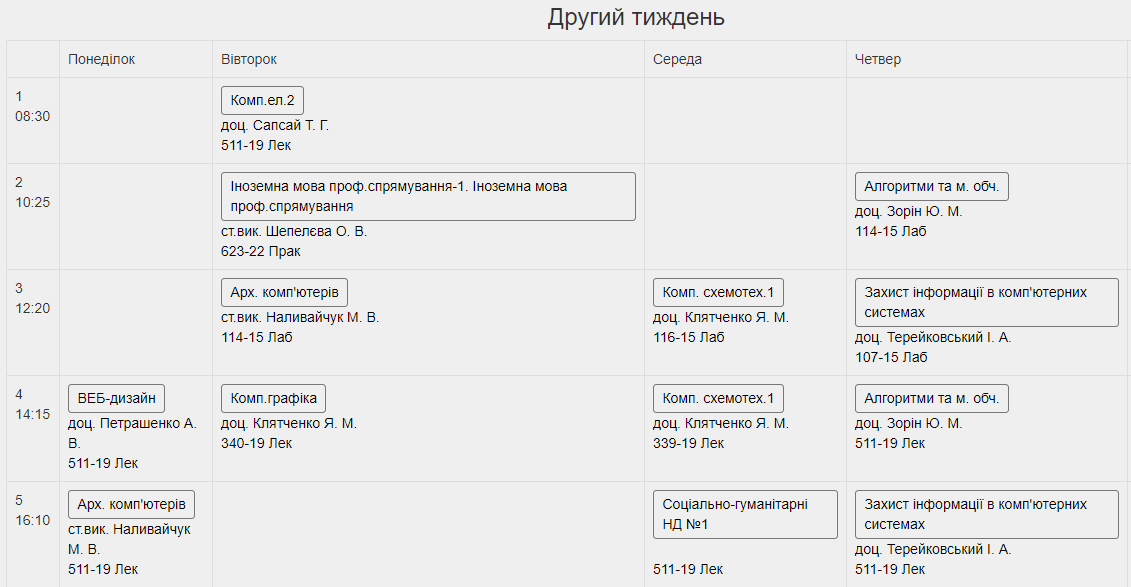 Другий тиждень
Понеділок
Вівторок
Середа
Четвер
1
08:30
Комп.ел.2
доц. Сапсай Т. Г.
511-19 Лек
2
10:25
Іноземна мова проф.спрямування-1. Іноземна мова
проф.спрямування
ст.вик. Шепелєва О. В.
623-22 Прак
Алгоритми та м. обч.
доц. Зорін Ю. М.
114-15 Лаб
3
12:20
Арх. комп'ютерів
ст.вик. Наливайчук М. В.
114-15 Лаб
Комп. схемотех.1
доц. Клятченко Я. М.
116-15 Лаб
Захист інформації в комп'ютерних
системах
доц. Терейковський І. А.
107-15 Лаб
4
14:15
ВЕБ-дизайн
доц. Петрашенко А.
В.
511-19 Лек
Комп.графіка
доц. Клятченко Я. М.
340-19 Лек
Комп. схемотех.1
доц. Клятченко Я. М.
339-19 Лек
Алгоритми та м. обч.
доц. Зорін Ю. М.
511-19 Лек
5
16:10
Арх. комп'ютерів
ст.вик. Наливайчук
М. В.
511-19 Лек
Соціально-гуманітарні
НД №1
511-19 Лек
Захист інформації в комп'ютерних
системах
доц. Терейковський І. А.
511-19 Лек